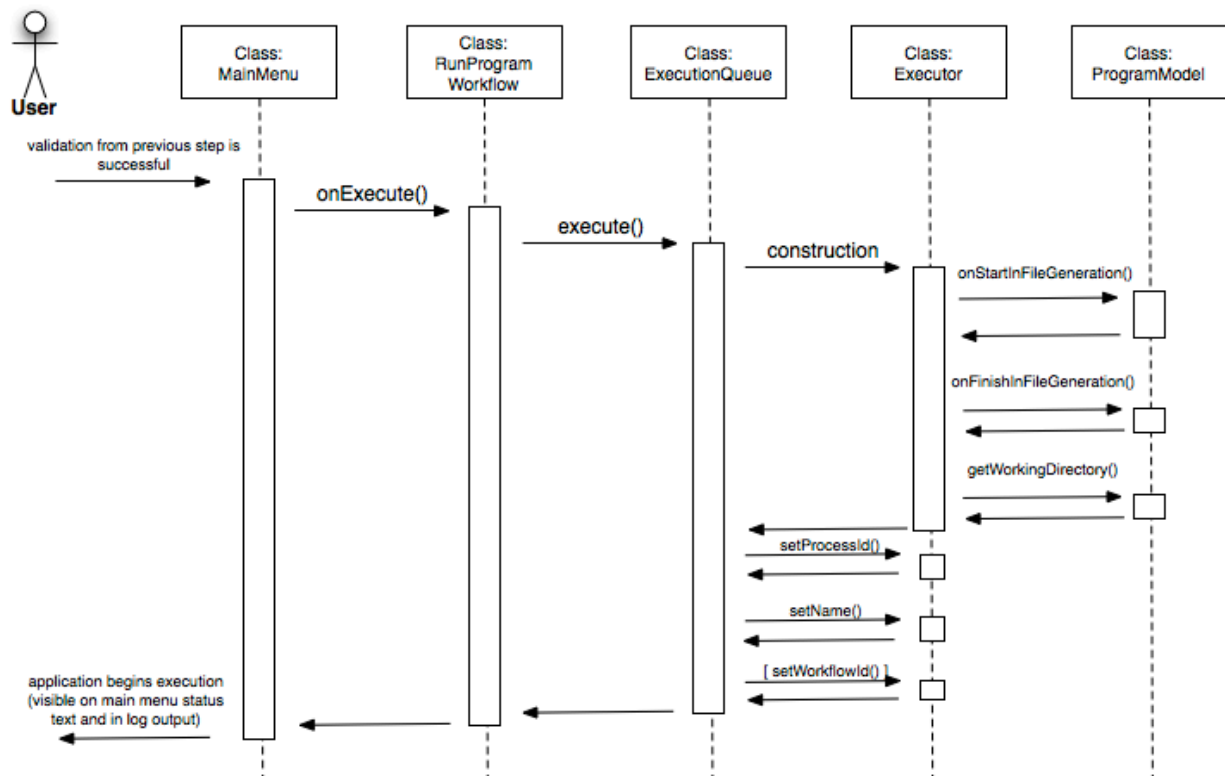 Class:
MainMenu
Class:
RunProgram
Workflow
Class:
ExecutionQueue
Class:
Executor
Class:
ProgramModel
User
validation from previous step is
successful
onExecute()
execute()
construction
onStartInFileGeneration()
onFinishInFileGeneration()
getWorkingDirectory()
setProcessId()
setName()
[ setWorkflowId() ]
application begins execution
(visible on main menu status
text and in log output)